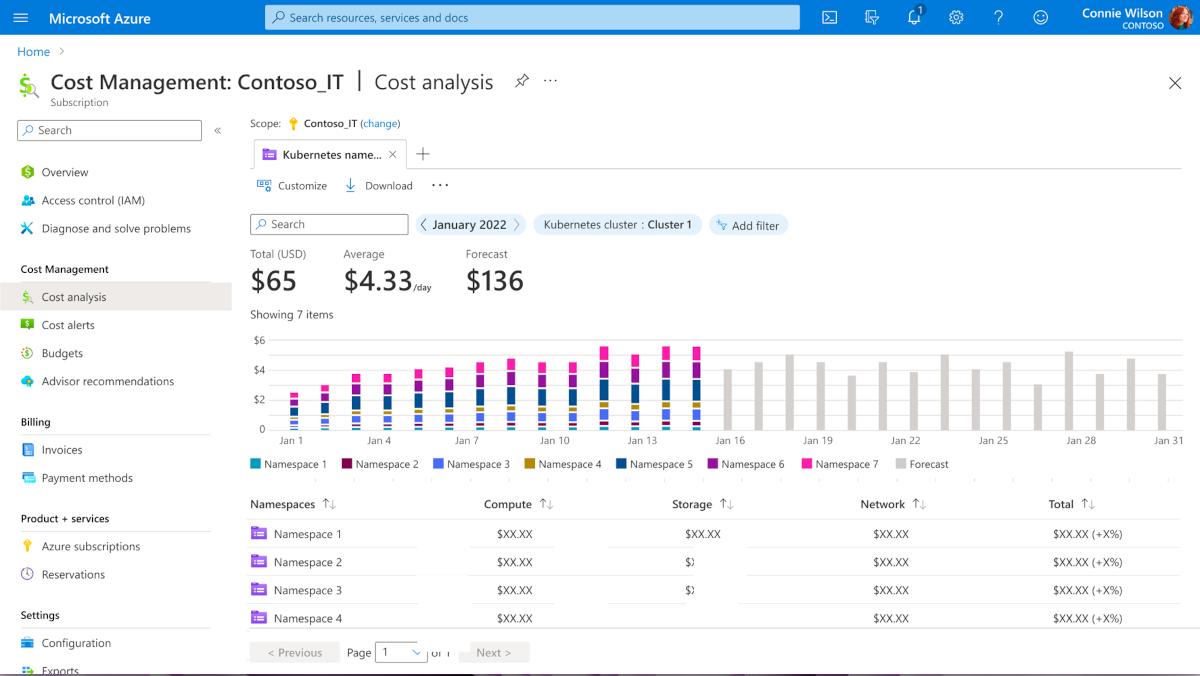 Microsoft Azure
Search resources, services and docs
1
Connie Wilson
CONTOSO
Home
Cost Management: Contoso_IT | Cost analysis
Subscription
Search
Overview
Access control (IAM)
Diagnose and solve problems
Cost Management
Cost analysis
Cost alerts
Budgets
Advisor recommendations
Billing
Invoices
Payment methods
Product + services
Azure subscriptions
Reservations
Settings
Configuration
Exports
Scope: Contoso_IT (change)
Kubernetes name...
Customize Download
Search
January 2022
Kubernetes cluster : Cluster 1
Add filter
Total (USD) Average Forecast
$65 $4.33/day $136
Showing 7 items
$6
$4
$2
0
Jan 1 Jan 4 Jan 7 Jan 10 Jan 13 Jan 16 Jan 19 Jan 22 Jan 25 Jan 28 Jan 31
Namespace 1 Namespace 2 Namespace 3 Namespace 4 Namespace 5 Namespace 6 Namespace 7 Forecast
Namespaces Compute Storage Network Total
Namespace 1 $XX.XX $XX.XX $XX.XX $XX.XX (+X%)
Namespace 2 $XX.XX $XX.XX $XX.XX (+X%)
Namespace 3 $XX.XX $XX.XX $XX.XX (+X%)
Namespace 4 $XX.XX $XX.XX $XX.XX (+X%)
< Previous Page 1 of Next >